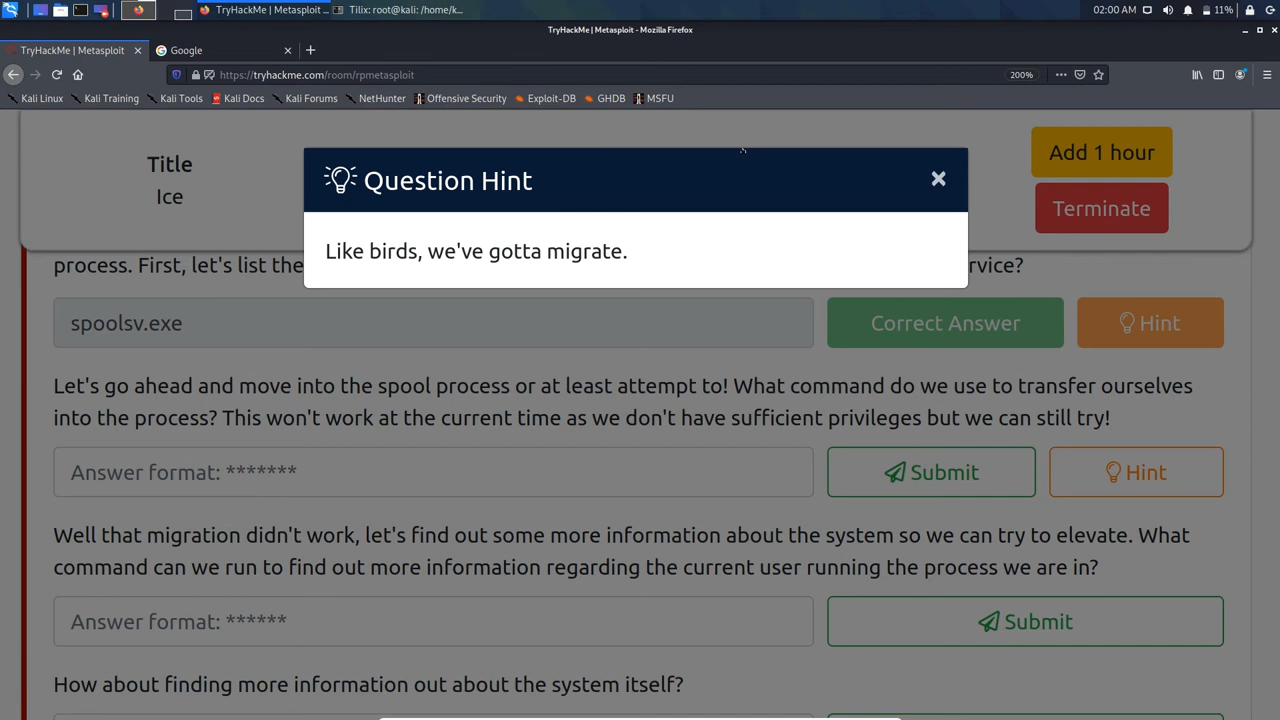 TryHackMe | Metasploit ...
Tilix: root@kali: /home/k...
02:00 AM
11%
TryHackMe | Metasploit - Mozilla Firefox
TryHackMe | Metasploit
Google
https://tryhackme.com/room/rpmetasploit
200%
Kali Linux
Kali Training
Kali Tools
Kali Docs
Kali Forums
NetHunter
Offensive Security
Exploit-DB
GHDB
MSFU
Title
Ice
Add 1 hour
Terminate
Question Hint
×
Like birds, we've gotta migrate.
process. First, let's list the
rvice?
spoolsv.exe
Correct Answer
Hint
Let's go ahead and move into the spool process or at least attempt to! What command do we use to transfer ourselves
into the process? This won't work at the current time as we don't have sufficient privileges but we can still try!
Answer format: *******
Submit
Hint
Well that migration didn't work, let's find out some more information about the system so we can try to elevate. What
command can we run to find out more information regarding the current user running the process we are in?
Answer format: ******
Submit
How about finding more information out about the system itself?